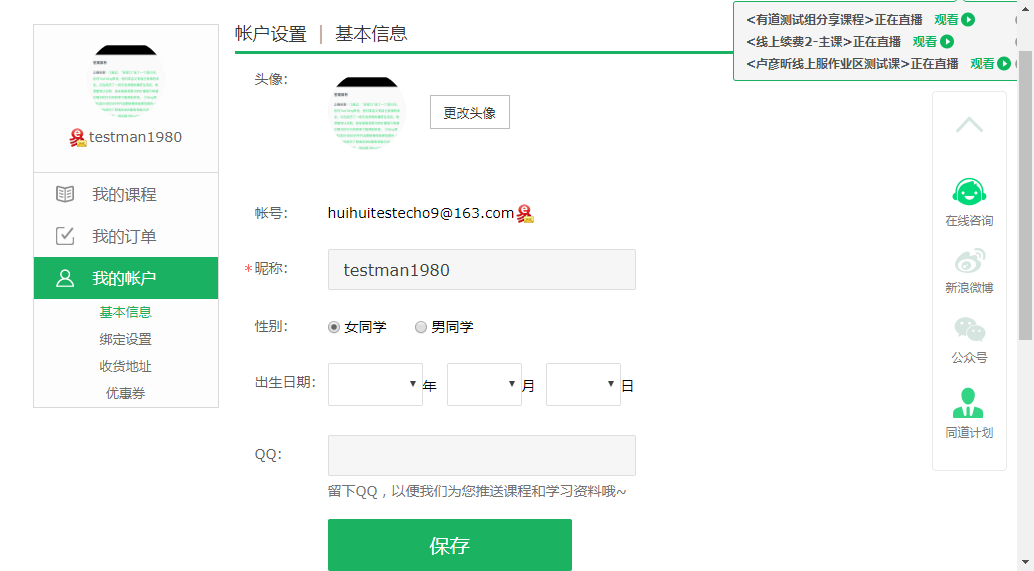 帐户设置 | 基本信息
<有道测试组分享课程>正在直播 观看
<线上续费2-主课>正在直播 观看
<卢彦昕线上服作业区测试课>正在直播 观看
testman1980
我的课程
我的订单
我的帐户
基本信息
绑定设置
收货地址
优惠券
头像:
更改头像
帐号:
huihuitestecho9@163.com
*昵称:
testman1980
性别:
女同学 男同学
出生日期:
年 月 日
QQ:
留下QQ，以便我们为您推送课程和学习资料哦~
保存
在线咨询
新浪微博
公众号
同道计划